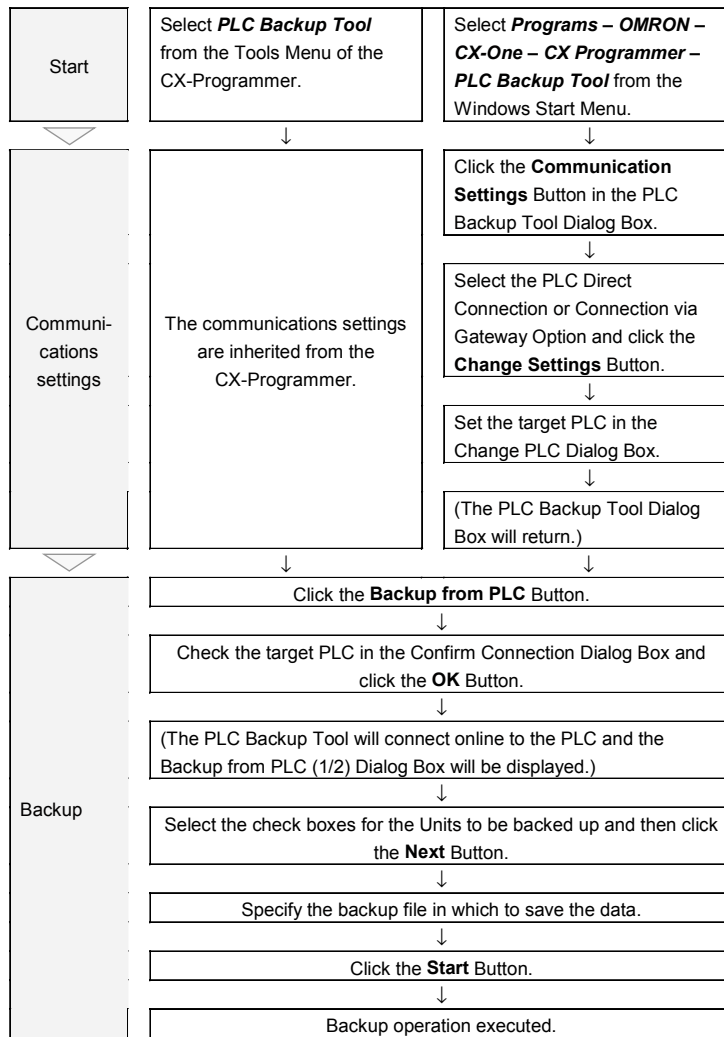 Start
Select PLC Backup Tool
from the Tools Menu of the
CX-Programmer.
Select Programs – OMRON –
CX-One – CX Programmer –
PLC Backup Tool from the
Windows Start Menu.
↓
↓
Communi-
cations
settings
The communications settings
are inherited from the
CX-Programmer.
Click the Communication
Settings Button in the PLC
Backup Tool Dialog Box.
↓
Select the PLC Direct
Connection or Connection via
Gateway Option and click the
Change Settings Button.
↓
Set the target PLC in the
Change PLC Dialog Box.
↓
(The PLC Backup Tool Dialog
Box will return.)
↓
↓
Backup
Click the Backup from PLC Button.
↓
Check the target PLC in the Confirm Connection Dialog Box and
click the OK Button.
↓
(The PLC Backup Tool will connect online to the PLC and the
Backup from PLC (1/2) Dialog Box will be displayed.)
↓
Select the check boxes for the Units to be backed up and then click
the Next Button.
↓
Specify the backup file in which to save the data.
↓
Click the Start Button.
↓
Backup operation executed.